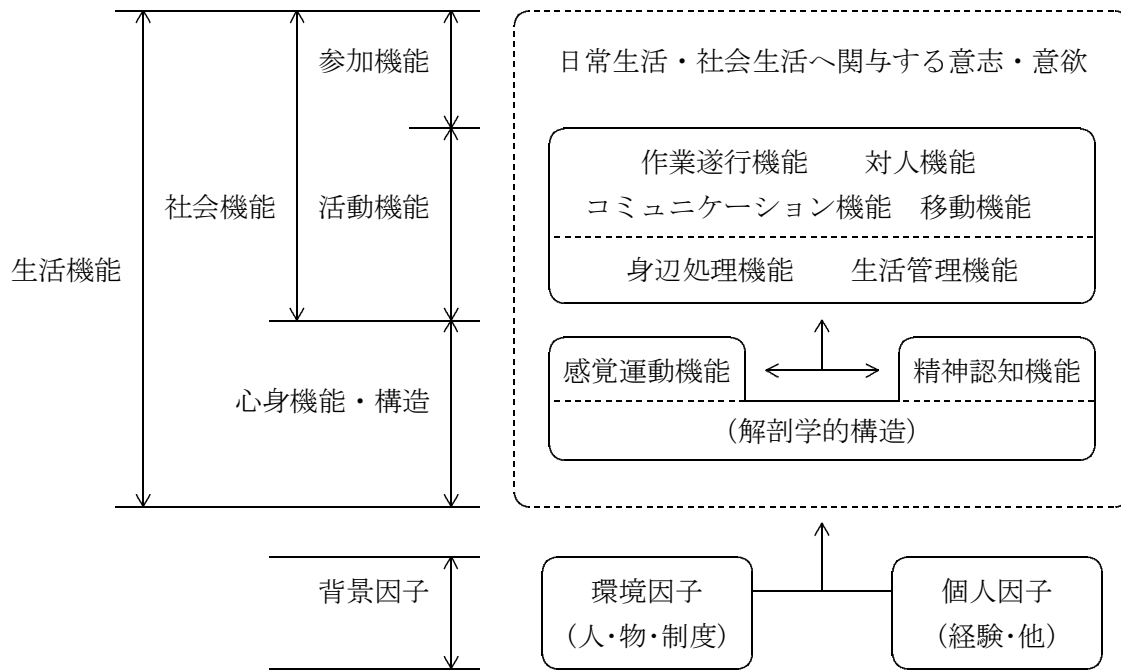 参加機能
日常生活・社会生活へ関与する意志・意欲
作業遂行機能　対人機能
社会機能
活動機能
コミュニケーション機能　移動機能
生活機能
身辺処理機能　生活管理機能
感覚運動機能
精神認知機能
心身機能・構造
（解剖学的構造）
背景因子
環境因子
（人・物・制度）
個人因子
（経験・他）